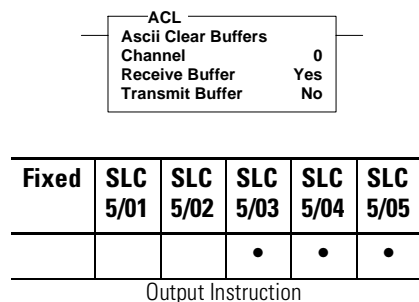 ACL
Ascii Clear Buffers
Channel 0
Receive Buffer Yes
Transmit Buffer No
Fixed SLC 5/01 SLC 5/02 SLC 5/03 SLC 5/04 SLC 5/05
• • •
Output Instruction